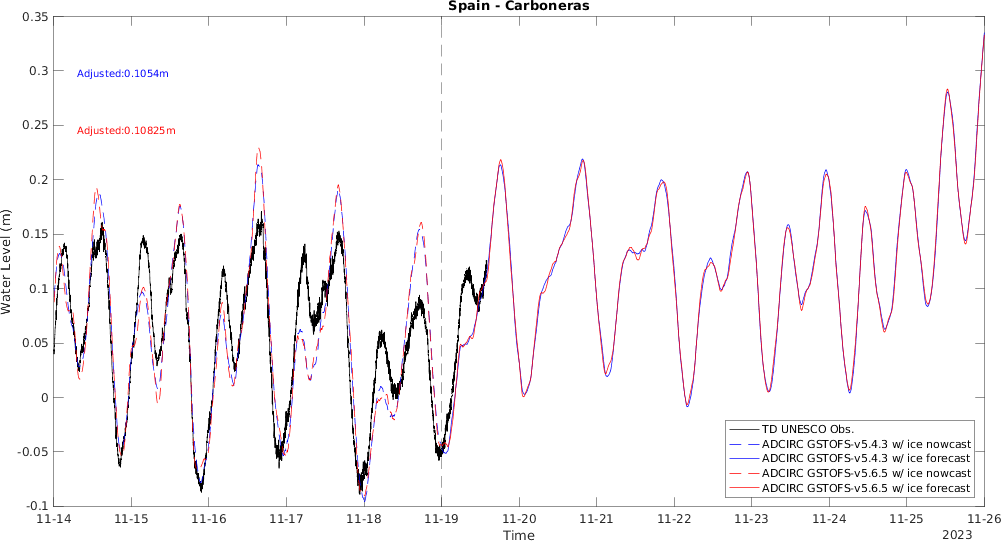 Spain - Carboneras
0.35
0.3
0.25
0.2
0.15
0.1
0.05
0
-0.05
-0.1
Water Level (m)
Adjusted:0.1054m
Adjusted:0.10825m
TD UNESCO Obs.
ADCIRC GSTOFS-v5.4.3 w/ ice nowcast
ADCIRC GSTOFS-v5.4.3 w/ ice forecast
ADCIRC GSTOFS-v5.6.5 w/ ice nowcast
ADCIRC GSTOFS-v5.6.5 w/ ice forecast
11-14 11-15 11-16 11-17 11-18 11-19 11-20 11-21 11-22 11-23 11-24 11-25 11-26
Time
2023